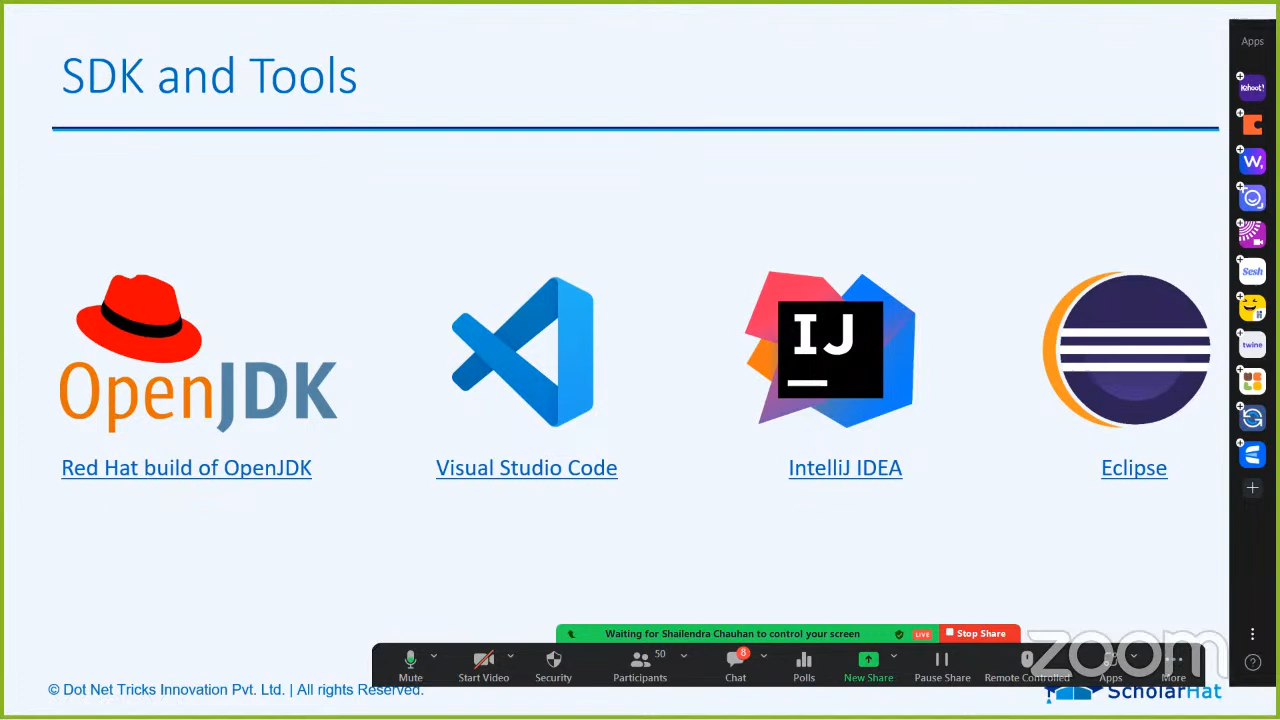 SDK and Tools
Apps
Kahoot!
W,
Sesh
twine
OpenJDK
IJ
Red Hat build of OpenJDK
Visual Studio Code
IntelliJ IDEA
Eclipse
Waiting for Shailendra Chauhan to control your screen
LIVE
Stop Share
50
8
Mute
Start Video
Security
Participants
Chat
Polls
New Share
Pause Share
Remote Controlled
Apps
More
zoom
© Dot Net Tricks Innovation Pvt. Ltd. | All rights Reserved.
ScholarHat